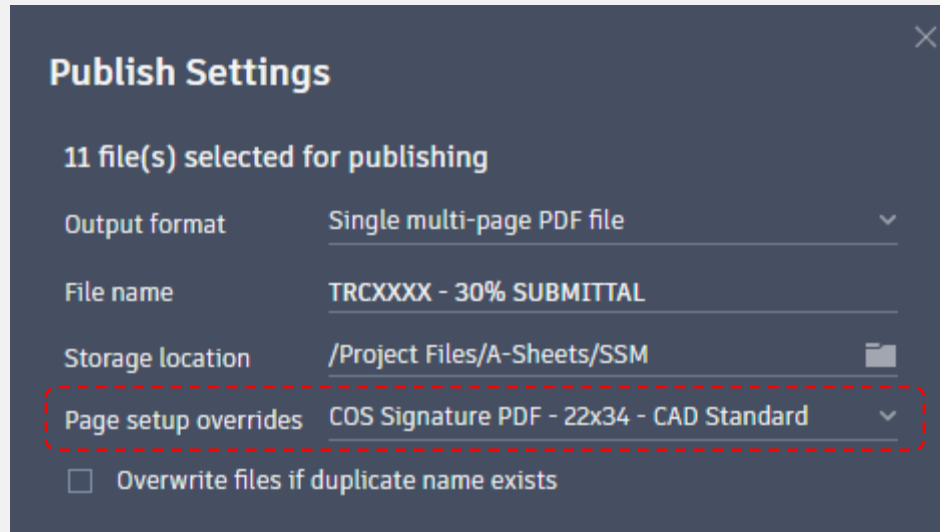 Publish Settings
11 file(s) selected for publishing
Output format Single multi-page PDF file
File name TRCXXXX - 30% SUBMITTAL
Storage location /Project Files/A-Sheets/SSM
Page setup overrides COS Signature PDF - 22x34 - CAD Standard
Overwrite files if duplicate name exists